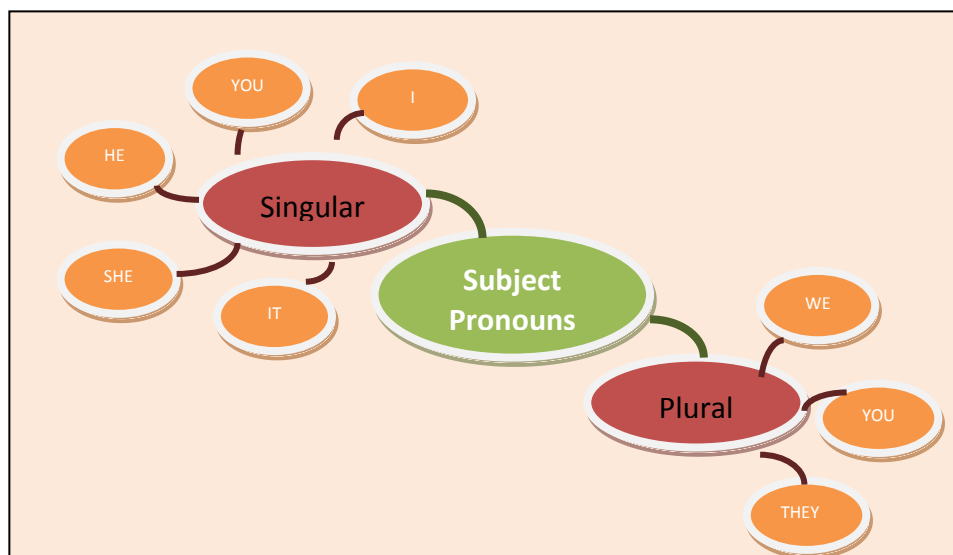 YOU
I
HE
Singular
SHE
IT
Subject
Pronouns
WE
Plural
YOU
THEY